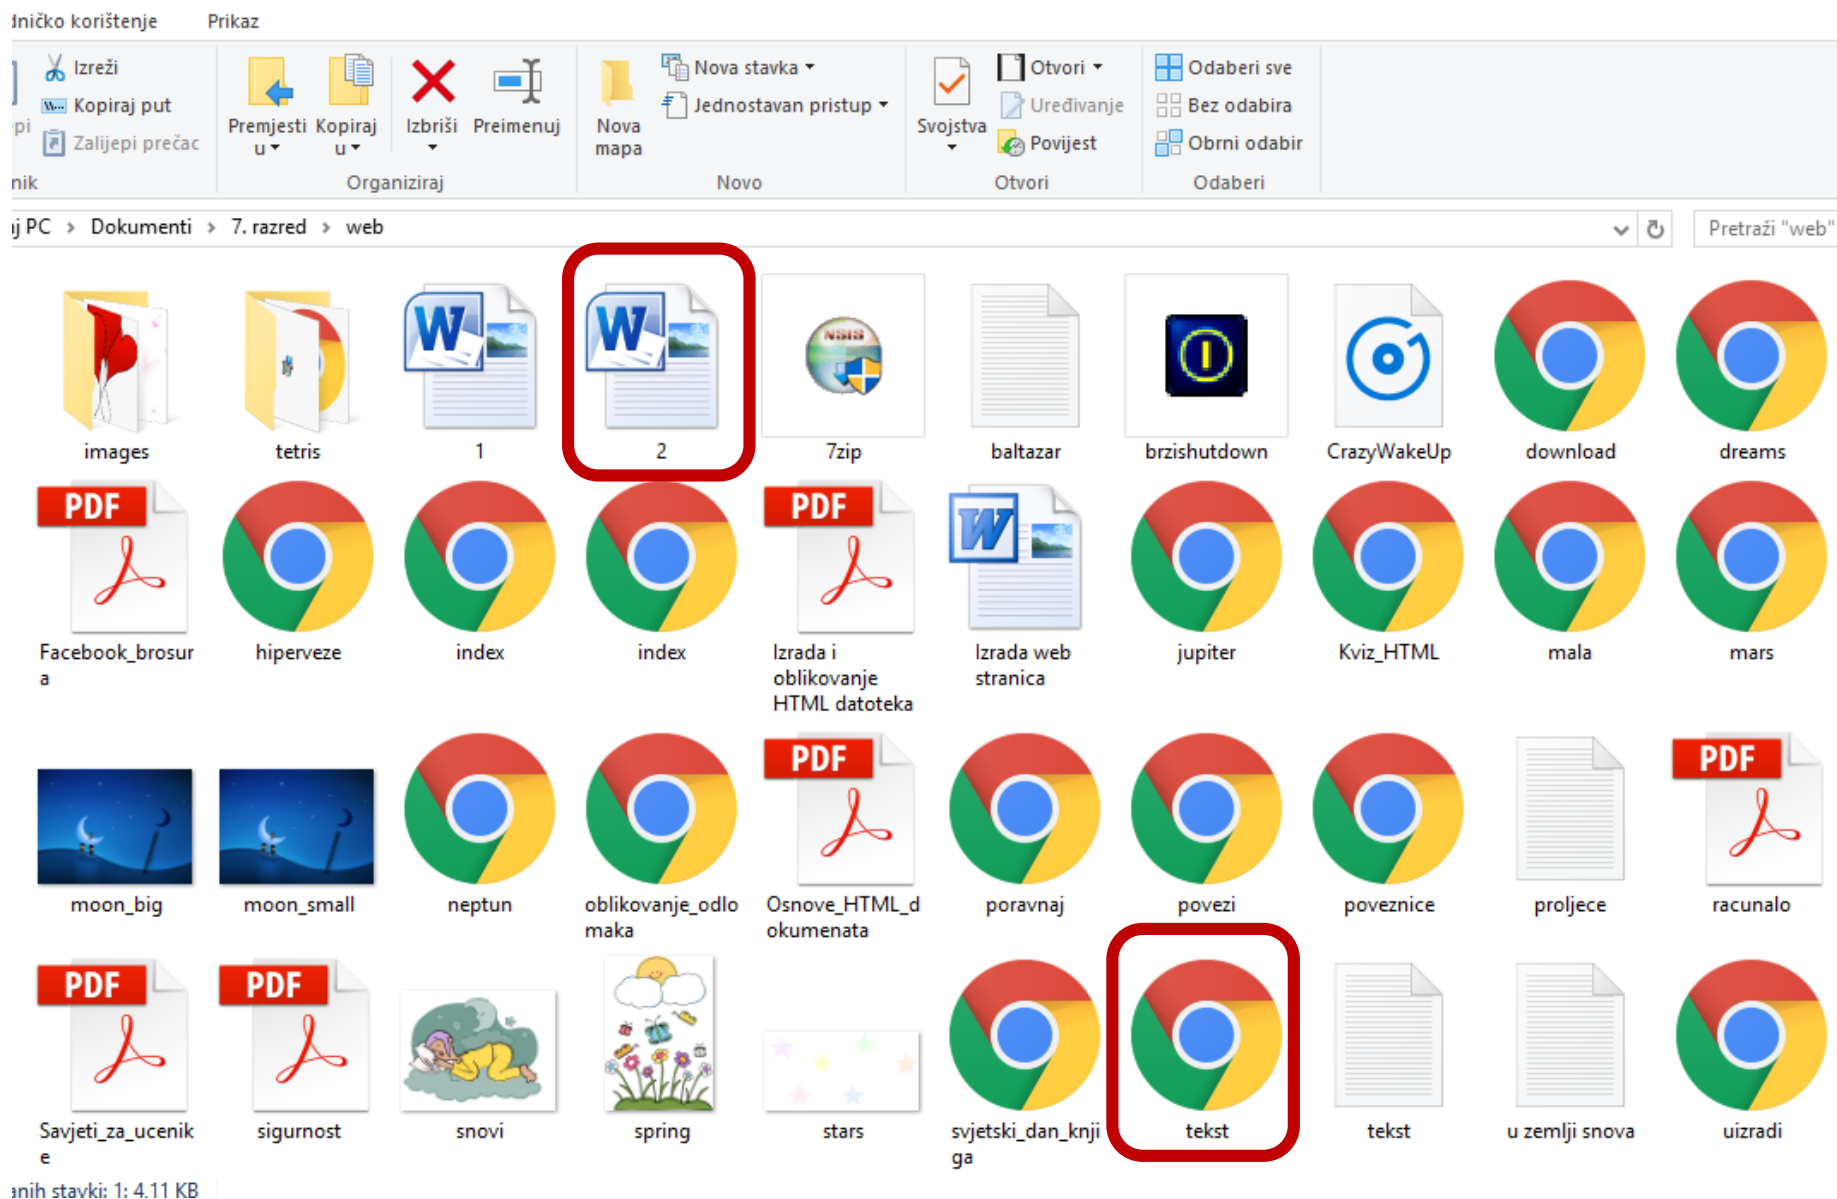 dničko korištenje Prikaz
Izreži
Kopiraj put
Zalijepi prečac
pi
nik
Premjesti
u
Kopiraj
u
Izbriši
Preimenuj
Organiziraj
Nova
mapa
Nova stavka
Jednostavan pristup
Novo
Svojstva
Otvori
Uređivanje
Povijest
Otvori
Odaberi sve
Bez odabira
Obrni odabir
Odaberi
j PC > Dokumenti > 7. razred > web
Pretraži "web"
images tetris 1 2 7zip baltazar brzishutdown CrazyWakeUp download dreams
Facebook_brosur
a
hiperveze
index
index
Izrada i
oblikovanje
HTML datoteka
Izrada web
stranica
jupiter
Kviz_HTML
mala
mars
moon_big
moon_small
neptun
oblikovanje_odlo
maka
Osnove_HTML_d
okumenata
poravnaj
povezi
poveznice
proljece
racunalo
Savjeti_za_ucenik
e
sigurnost
snovi
spring
stars
svjetski_dan_knji
ga
tekst
tekst
u zemlji snova
uizradi
W
W
NSIS
PDF
PDF
W
PDF
PDF
PDF
PDF
anih stavki: 1: 4,11 KB